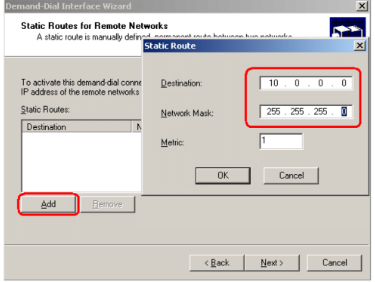 Demand-Dial Interface Wizard
Static Routes for Remote Networks
A static route is manually defined, permanent route between two networks
Static Route
To activate this demand-dial conne
IP address of the remote networks
Static Routes:
Destination N
Add Remove
Destination: 10 . 0 . 0 . 0
Network Mask: 255 . 255 . 255 . 0
Metric: 1
OK Cancel
< Back Next > Cancel